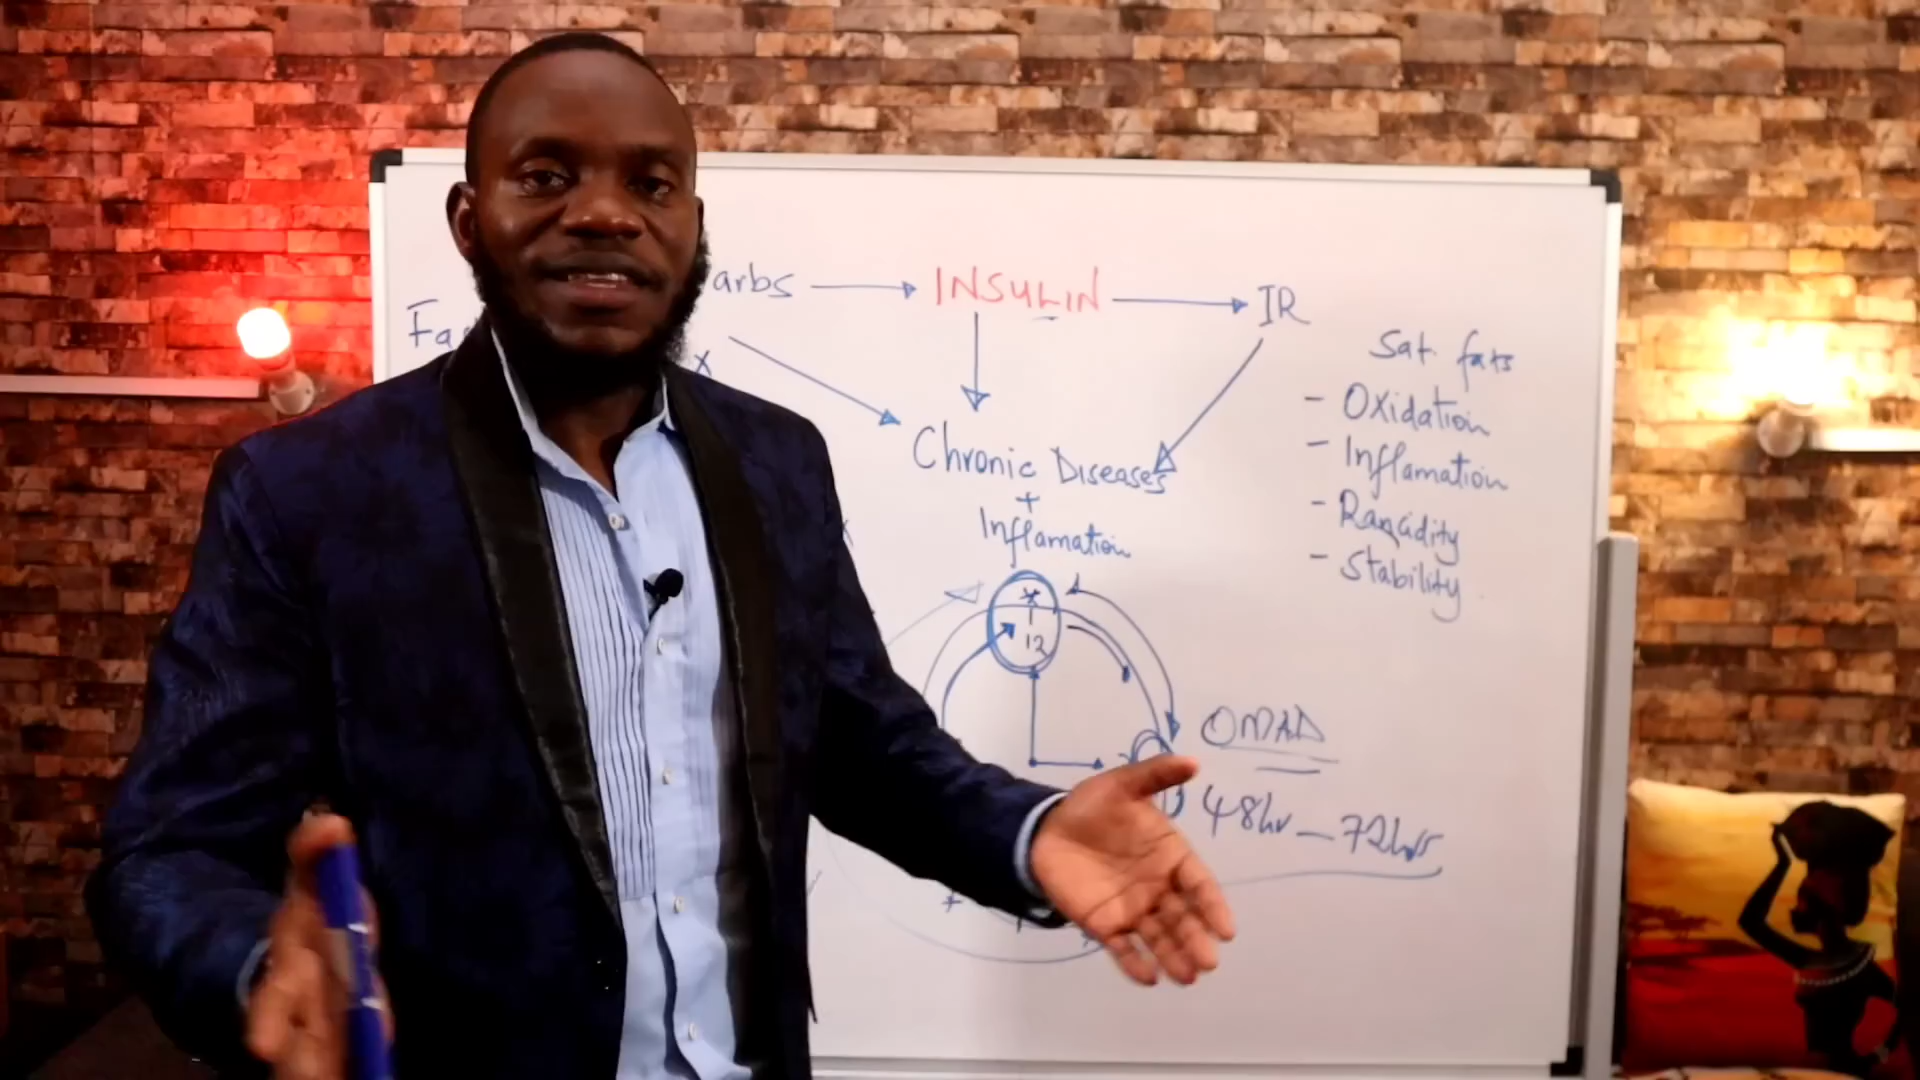 arbs → INSULIN → IR
Fa
x
Sat. fats
- Oxidation
- Inflamation
- Rancidity
- Stability
Chronic Diseases
+
Inflamation
12
OMAD
48hr - 72hrs